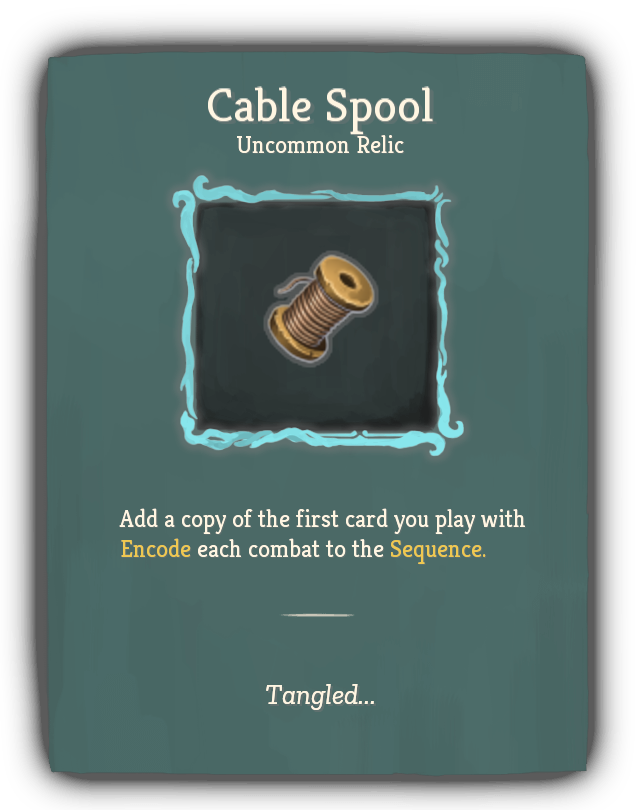 Cable Spool
Uncommon Relic
Add a copy of the first card you play with
Encode each combat to the Sequence.
Tangled...